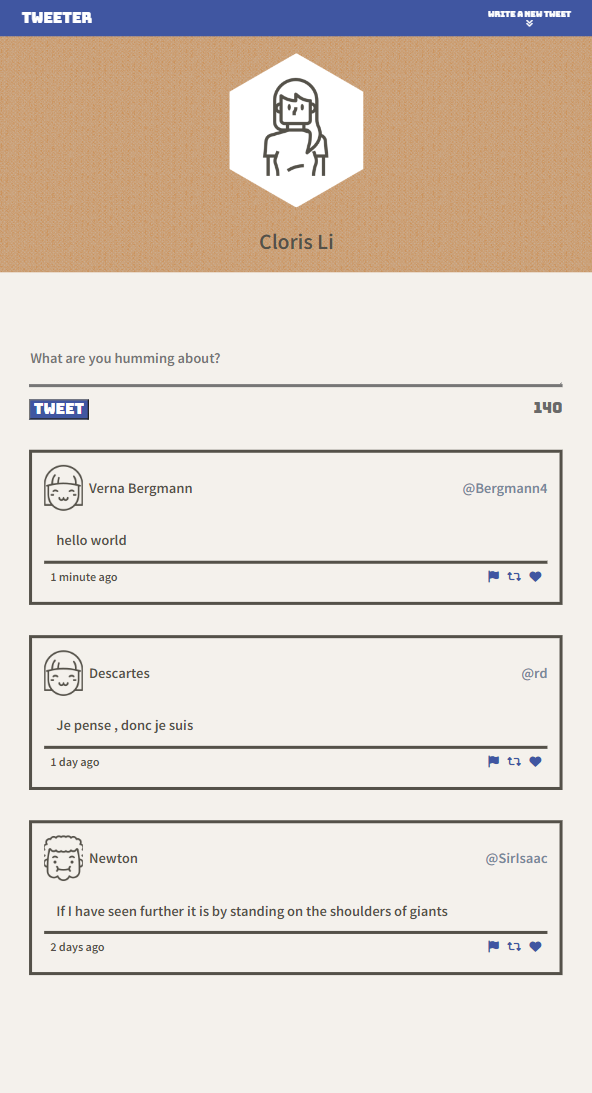 TWEETER
WRITE A NEW TWEET
Cloris Li
What are you humming about?
TWEET
140
Verna Bergmann
@Bergmann4
hello world
1 minute ago
Descartes
@rd
Je pense , donc je suis
1 day ago
Newton
@SirIsaac
If I have seen further it is by standing on the shoulders of giants
2 days ago